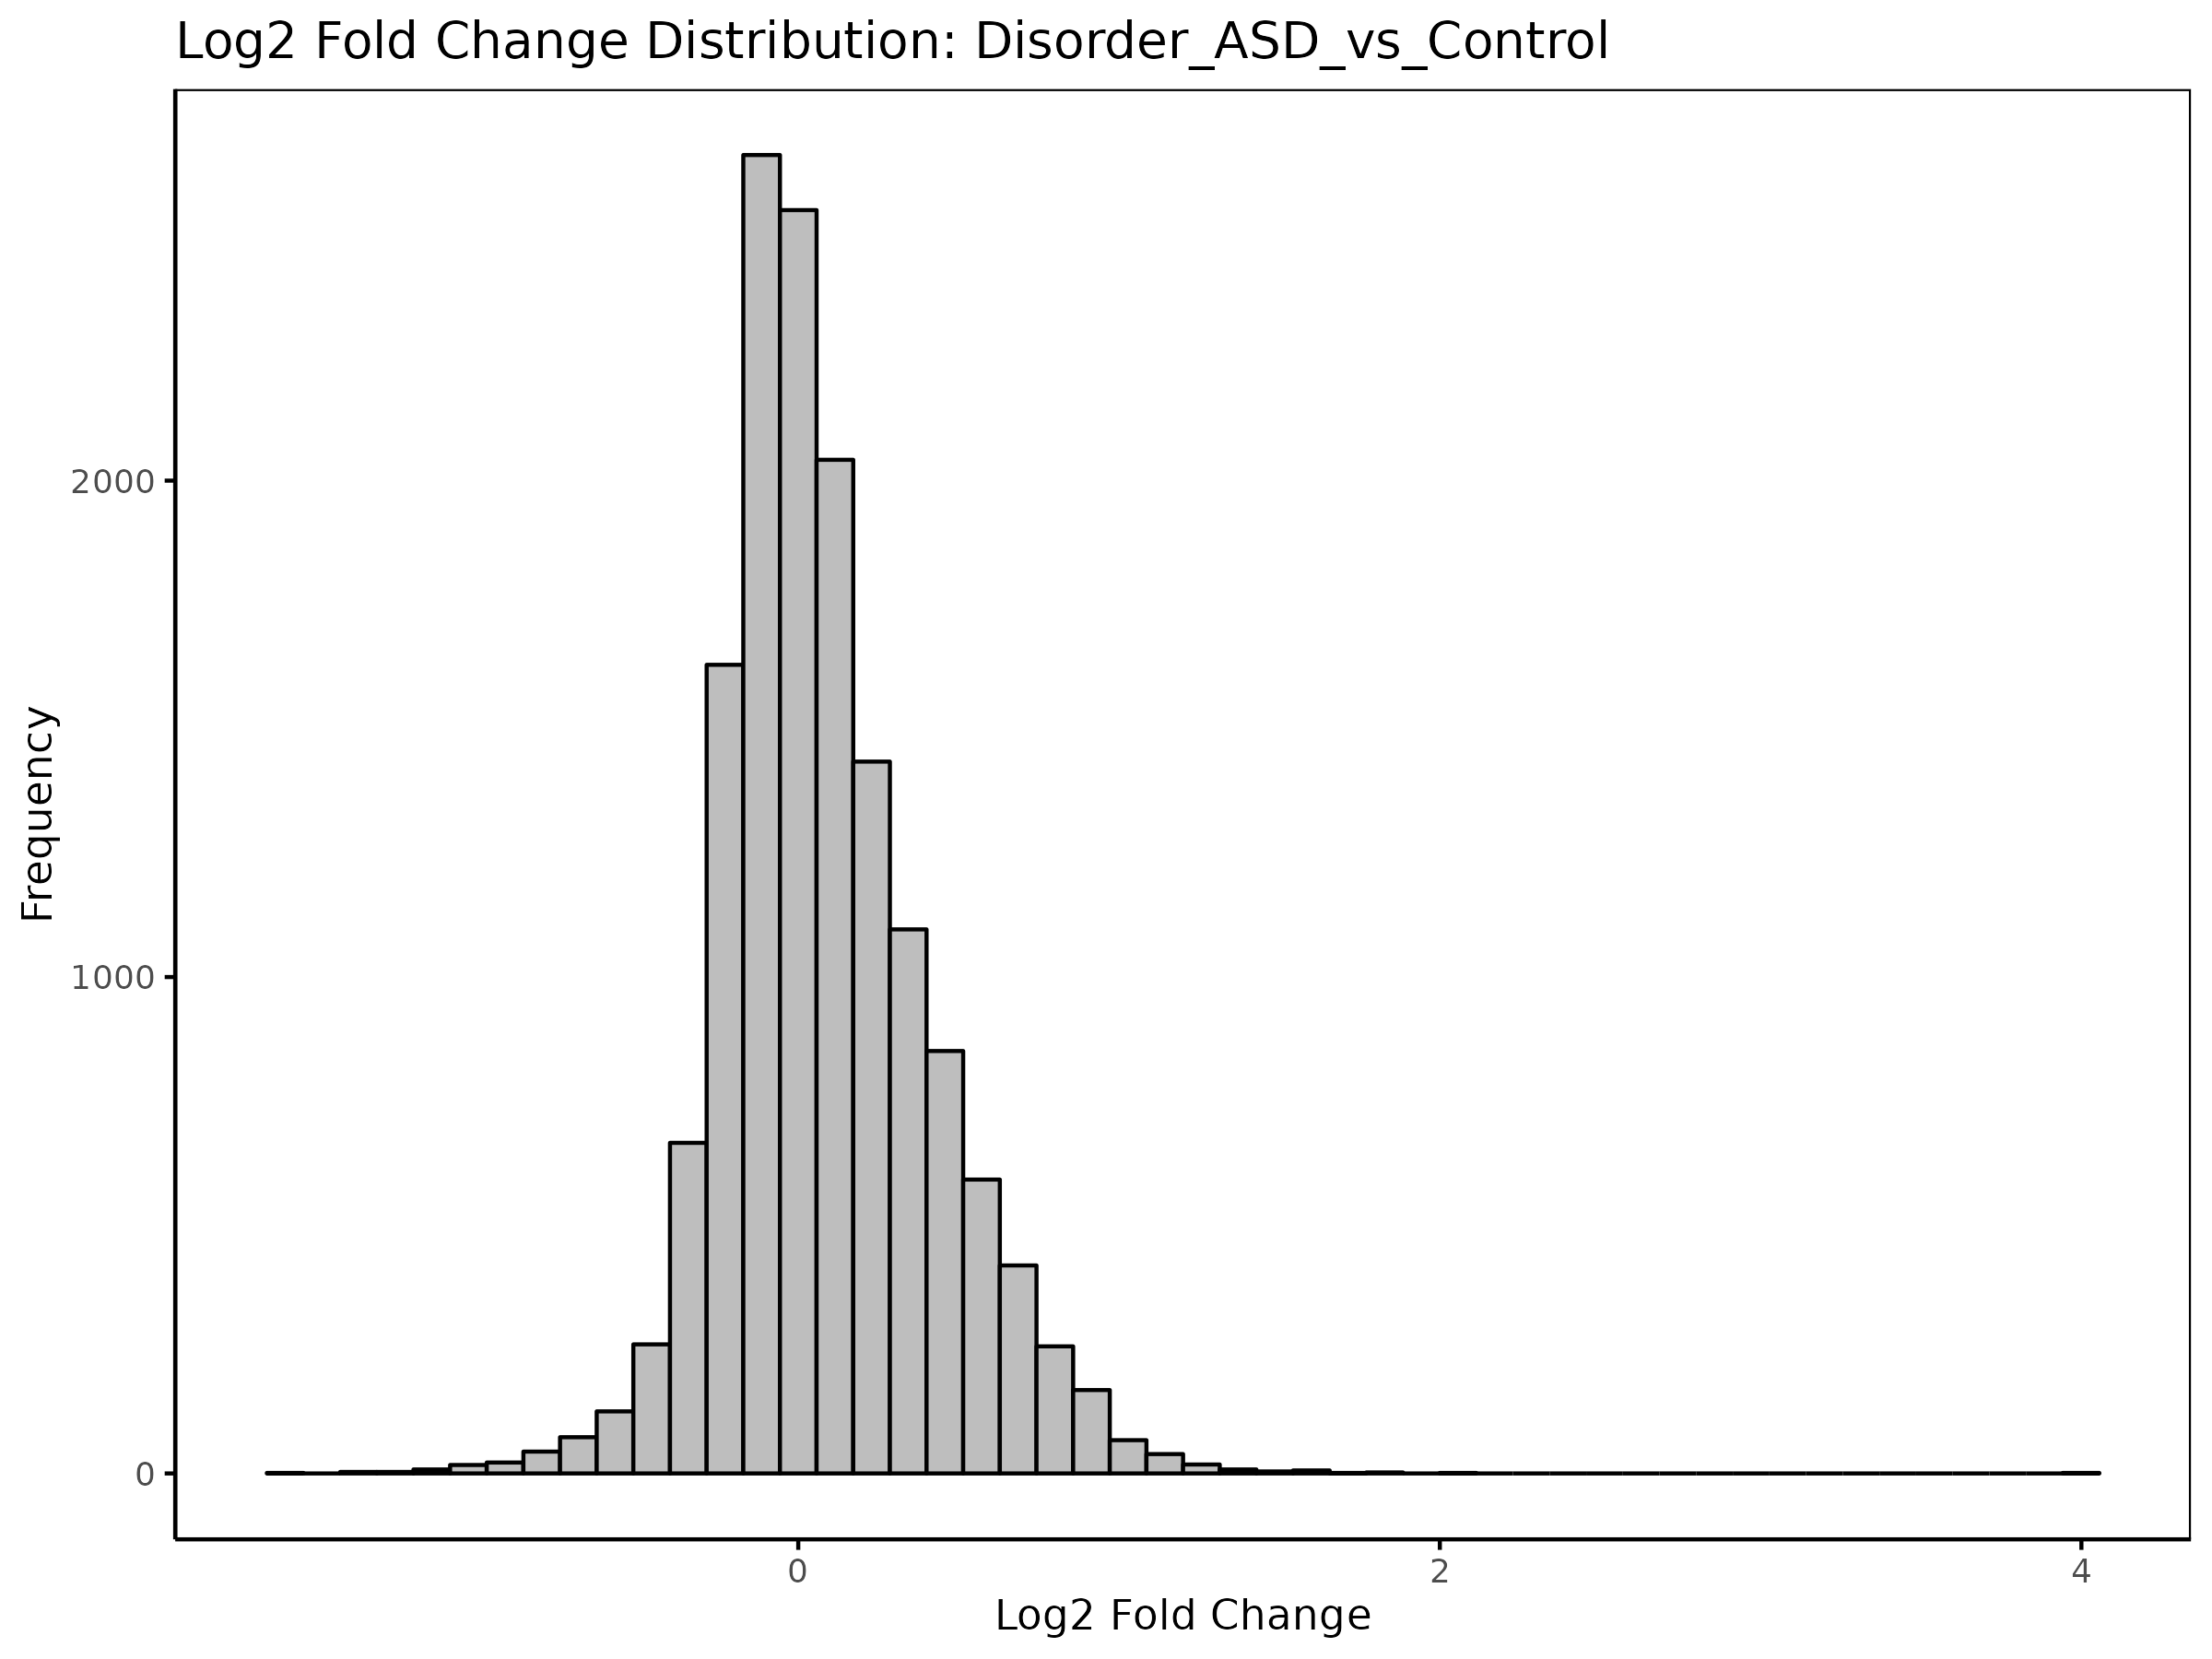 Log2 Fold Change Distribution: Disorder_ASD_vs_Control
Frequency
2000
1000
0
0 2 4
Log2 Fold Change